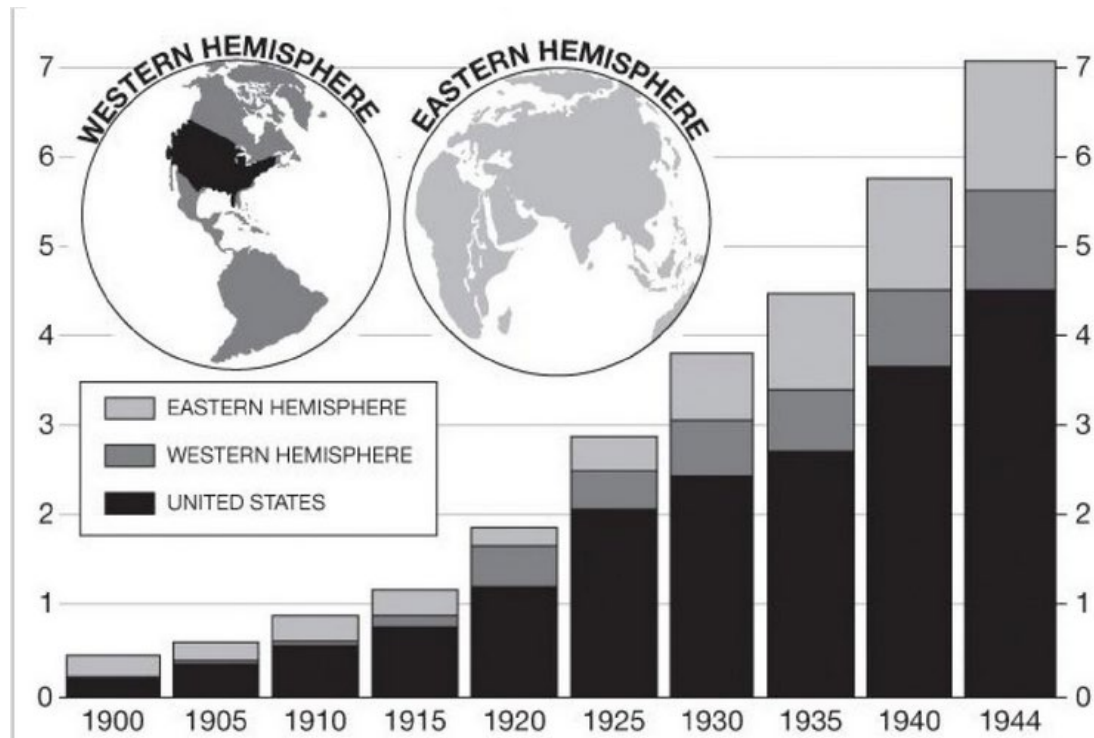 WESTERN HEMISPHERE
EASTERN HEMISPHERE
7
6
5
4
3
2
1
0
7
6
5
4
3
2
1
0
EASTERN HEMISPHERE
WESTERN HEMISPHERE
UNITED STATES
1900 1905 1910 1915 1920 1925 1930 1935 1940 1944